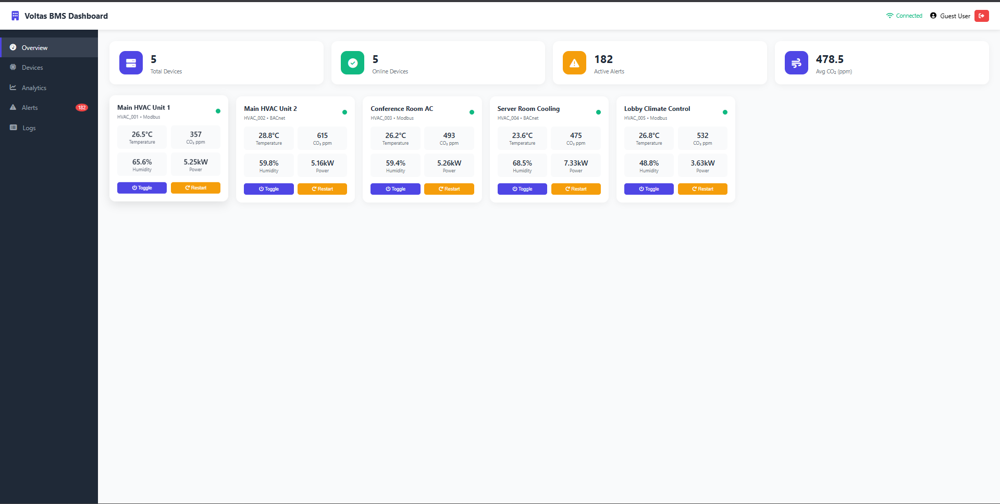 Voltas BMS Dashboard
Connected
Guest User
Overview
Devices
Analytics
Alerts
182
Logs
5
Total Devices
5
Online Devices
182
Active Alerts
478.5
Avg CO₂ (ppm)
Main HVAC Unit 1
HVAC_001 • Modbus
26.5°C
Temperature
357
CO₂ ppm
65.6%
Humidity
5.25kW
Power
Toggle
Restart
Main HVAC Unit 2
HVAC_002 • BACnet
28.8°C
Temperature
615
CO₂ ppm
59.8%
Humidity
5.16kW
Power
Toggle
Restart
Conference Room AC
HVAC_003 • Modbus
26.2°C
Temperature
493
CO₂ ppm
59.4%
Humidity
5.26kW
Power
Toggle
Restart
Server Room Cooling
HVAC_004 • BACnet
23.6°C
Temperature
475
CO₂ ppm
68.5%
Humidity
7.33kW
Power
Toggle
Restart
Lobby Climate Control
HVAC_005 • Modbus
26.8°C
Temperature
532
CO₂ ppm
48.8%
Humidity
3.63kW
Power
Toggle
Restart